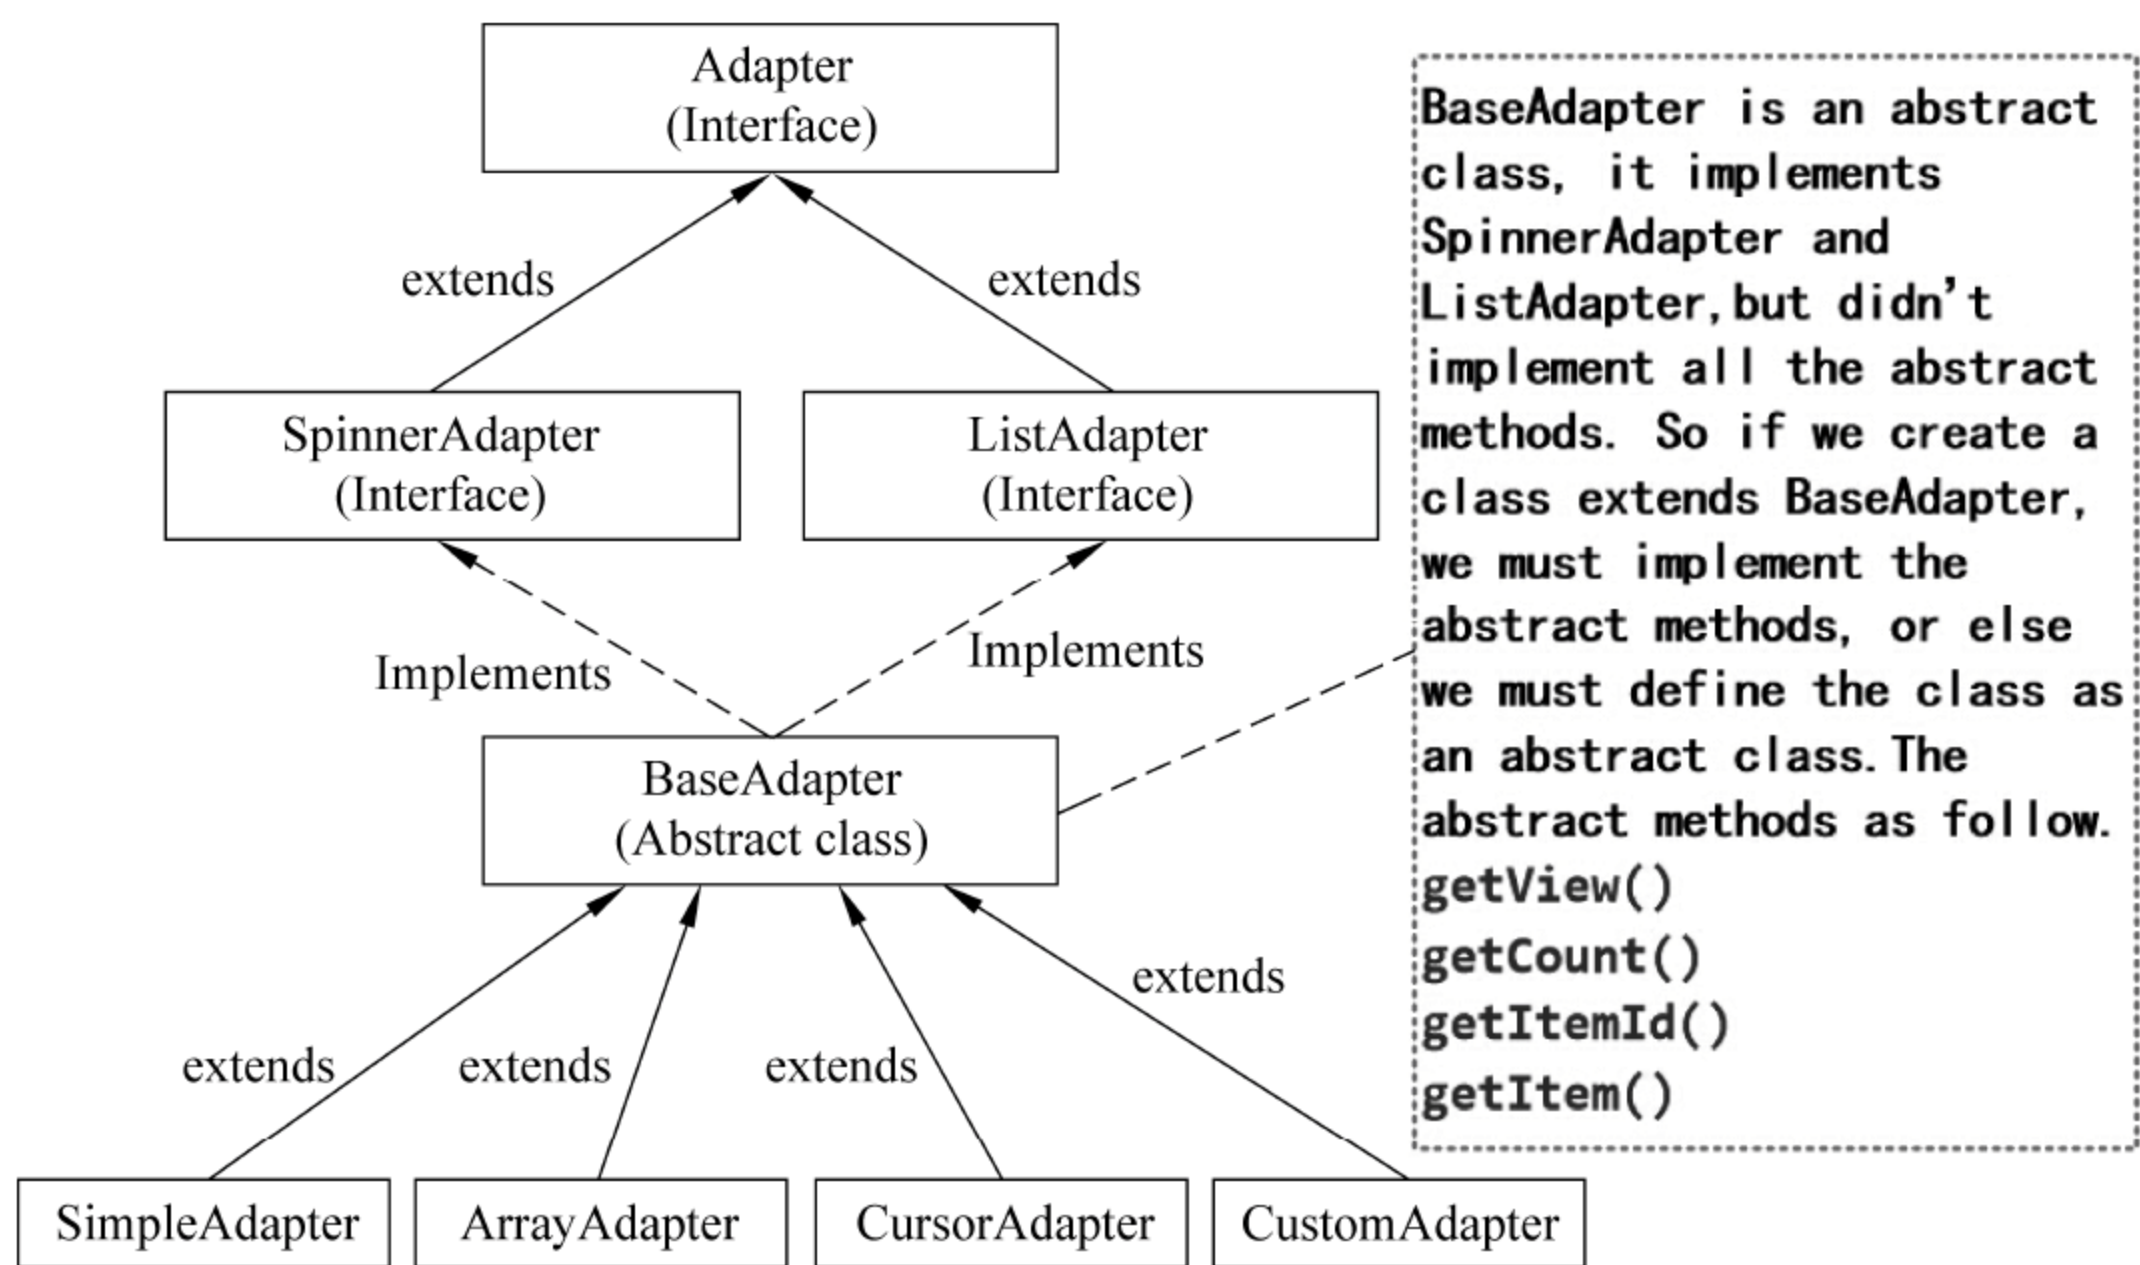 Adapter
(Interface)
extends
extends
SpinnerAdapter
(Interface)
ListAdapter
(Interface)
Implements
Implements
BaseAdapter
(Abstract class)
extends
extends
extends
extends
SimpleAdapter
ArrayAdapter
CursorAdapter
CustomAdapter
BaseAdapter is an abstract
class, it implements
SpinnerAdapter and
ListAdapter,but didn't
implement all the abstract
methods. So if we create a
class extends BaseAdapter,
we must implement the
abstract methods, or else
we must define the class as
an abstract class.The
abstract methods as follow.
getView()
getCount()
getItemId()
getItem()